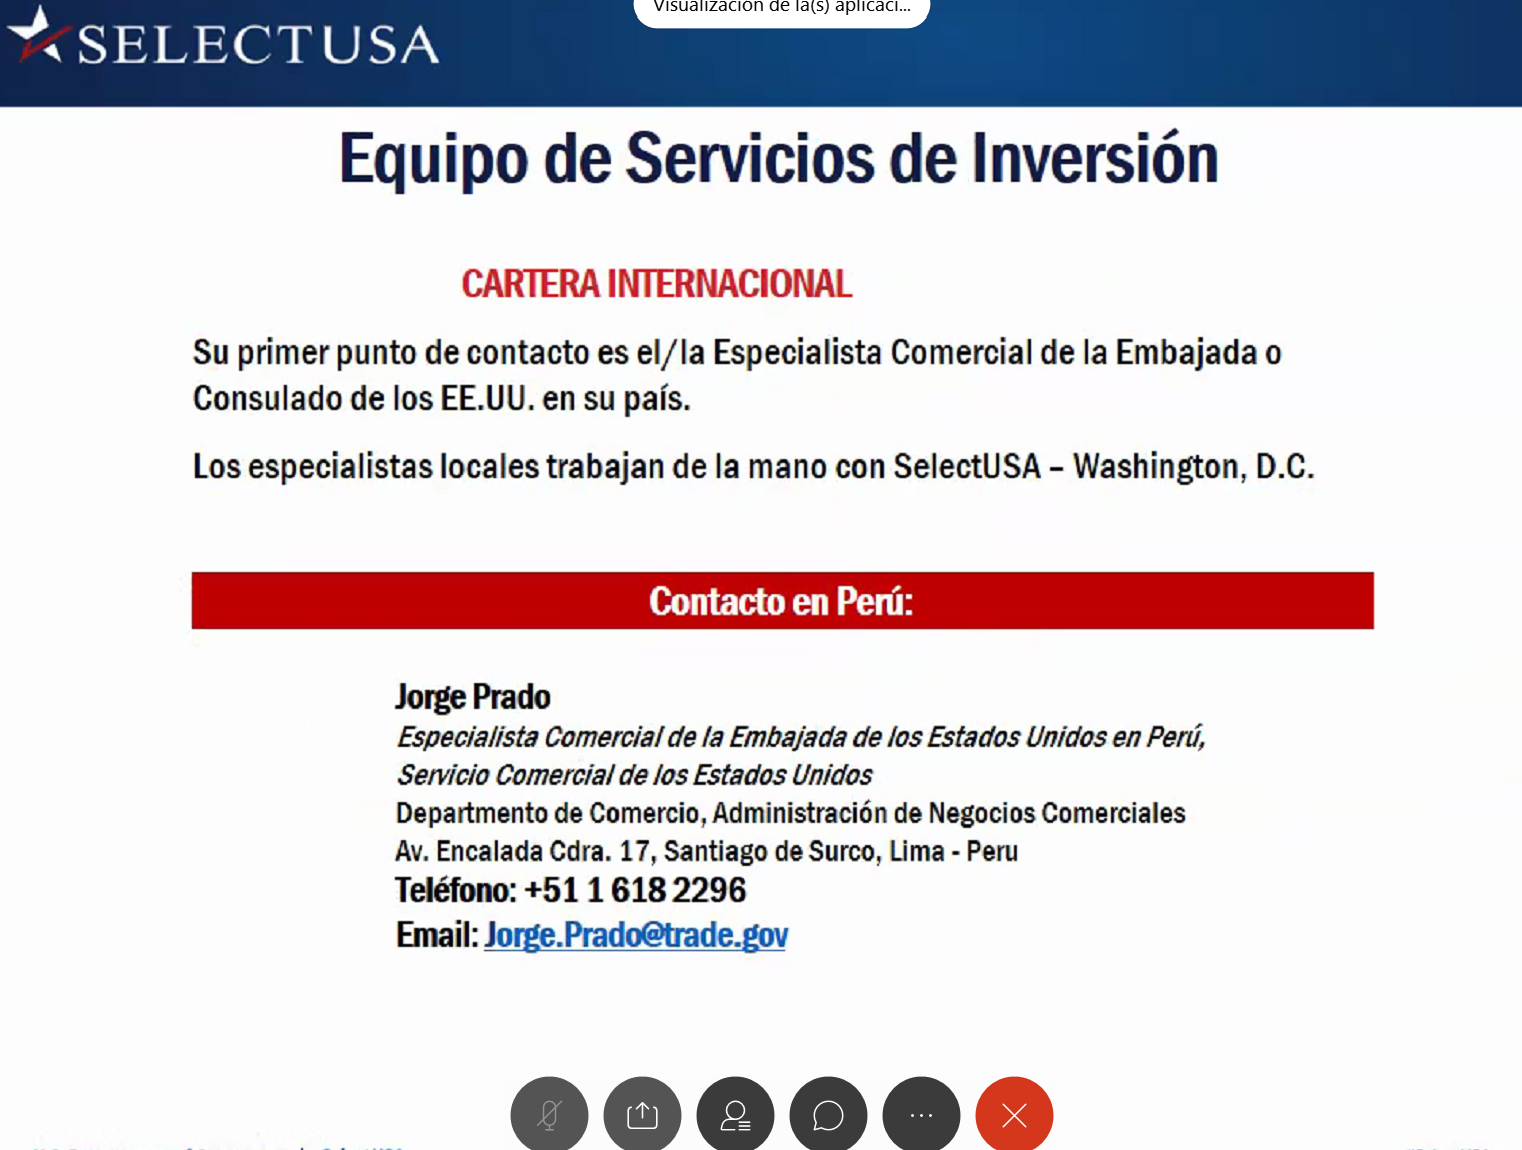 Visualización de la(s) aplicaci...
SELECTUSA
Equipo de Servicios de Inversión
CARTERA INTERNACIONAL
Su primer punto de contacto es el/la Especialista Comercial de la Embajada o
Consulado de los EE.UU. en su país.
Los especialistas locales trabajan de la mano con SelectUSA – Washington, D.C.
Contacto en Perú:
Jorge Prado
Especialista Comercial de la Embajada de los Estados Unidos en Perú,
Servicio Comercial de los Estados Unidos
Departmento de Comercio, Administración de Negocios Comerciales
Av. Encalada Cdra. 17, Santiago de Surco, Lima - Peru
Teléfono: +51 1 618 2296
Email: Jorge.Prado@trade.gov